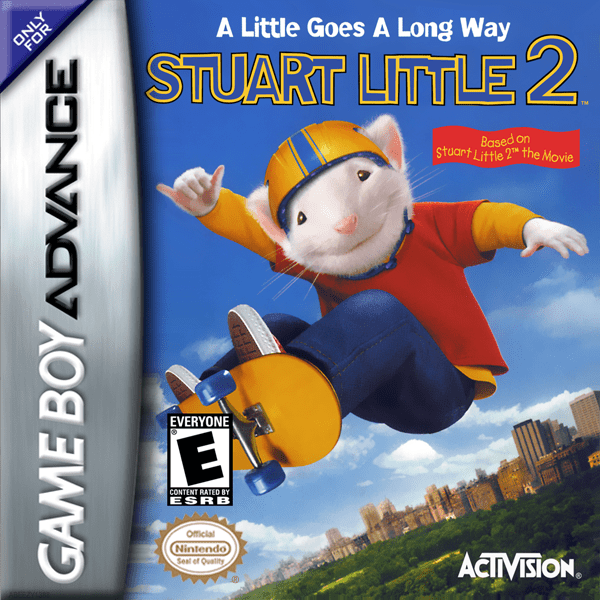 ONLY
FOR
GAME BOY ADVANCE
A Little Goes A Long Way
STUART LITTLE 2™
Based on
Stuart Little 2™ the Movie
EVERYONE
E
®
CONTENT RATED BY
ESRB
Official
Nintendo
Seal of Quality
®
ACTIVISION®